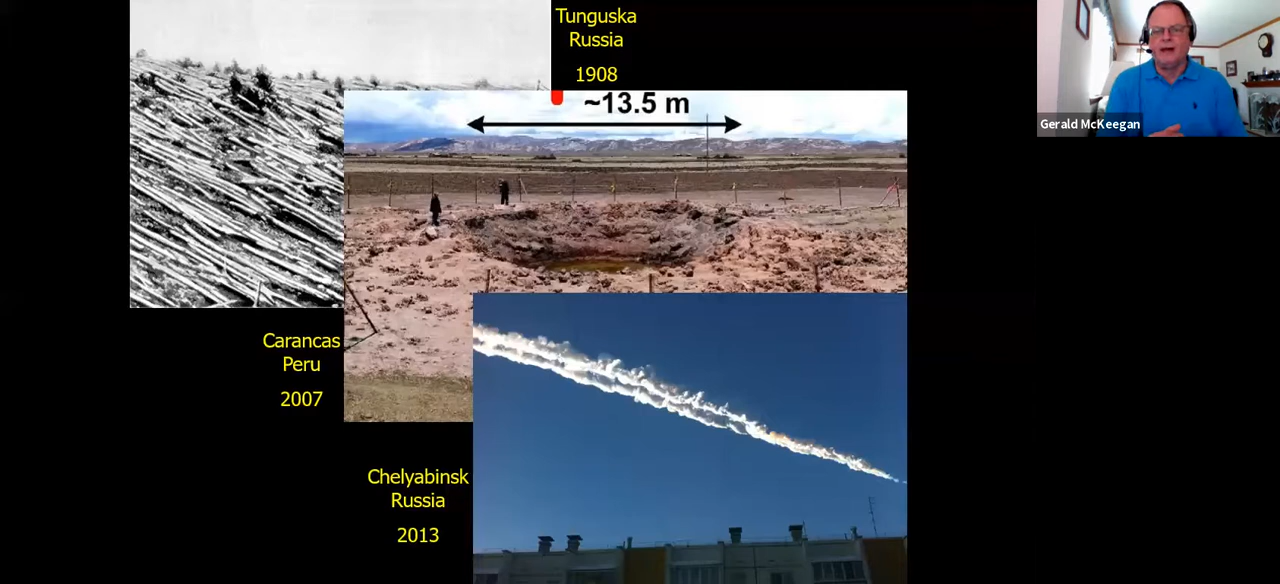 Tunguska
Russia
1908
~13.5 m
Gerald McKeegan
Carancas
Peru
2007
Chelyabinsk
Russia
2013